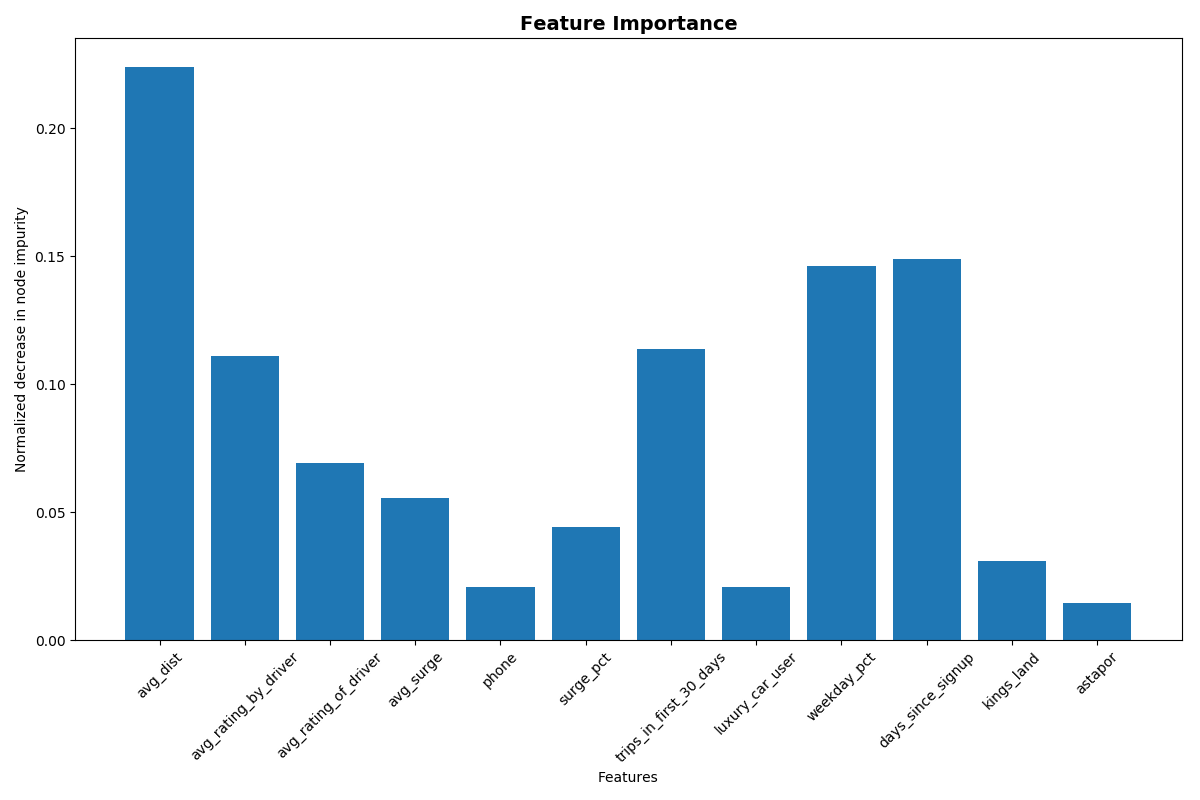 Feature Importance
Normalized decrease in node impurity
0.20
0.15
0.10
0.05
0.00
avg_dist
avg_rating_by_driver
avg_rating_of_driver
avg_surge
phone
surge_pct
trips_in_first_30_days
luxury_car_user
weekday_pct
days_since_signup
kings_land
astapor
Features